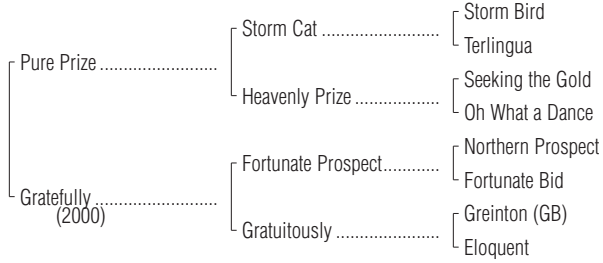 Storm Bird
Storm Cat ........................
Terlingua
Pure Prize ........................
Seeking the Gold
Heavenly Prize .................
Oh What a Dance
Northern Prospect
Fortunate Prospect............
Fortunate Bid
Gratefully .........................
(2000)
Greinton (GB)
Gratuitously .....................
Eloquent